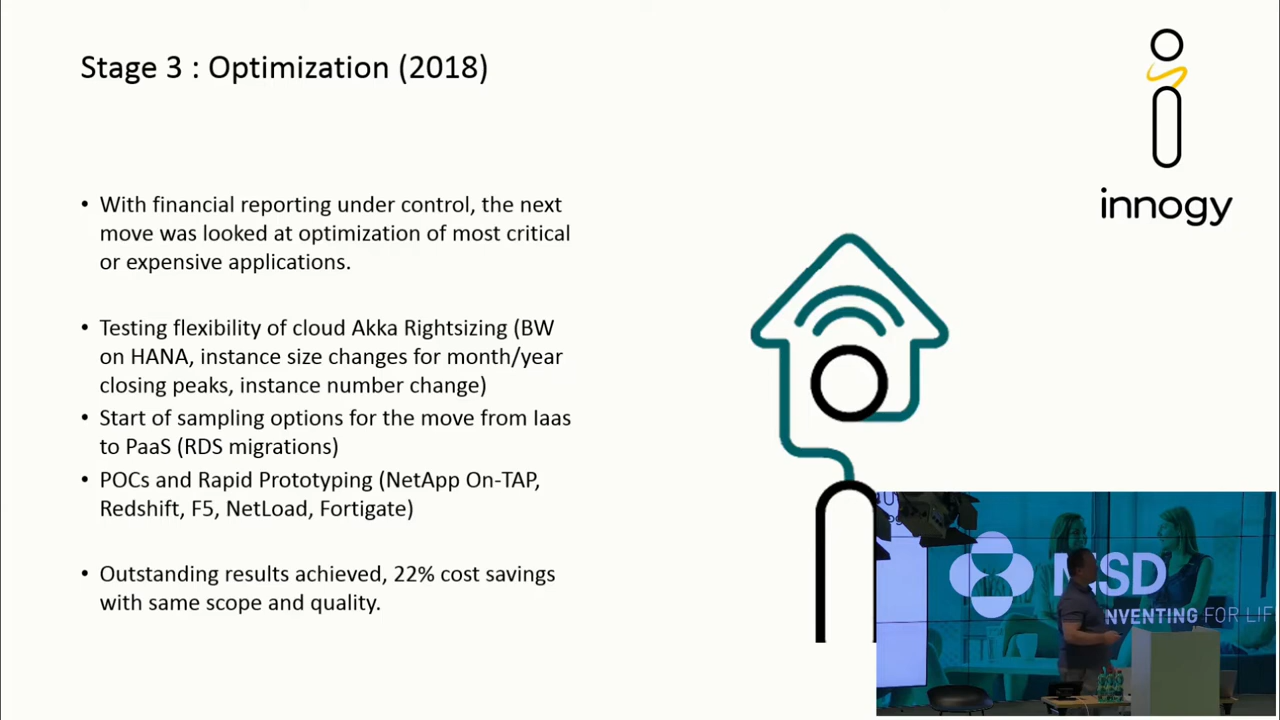 Stage 3 : Optimization (2018)
innogy
• With financial reporting under control, the next
move was looked at optimization of most critical
or expensive applications.
• Testing flexibility of cloud Akka Rightsizing (BW
on HANA, instance size changes for month/year
closing peaks, instance number change)
• Start of sampling options for the move from Iaas
to PaaS (RDS migrations)
• POCs and Rapid Prototyping (NetApp On-TAP,
Redshift, F5, NetLoad, Fortigate)
• Outstanding results achieved, 22% cost savings
with same scope and quality.
MSD
INVENTING FOR LIF